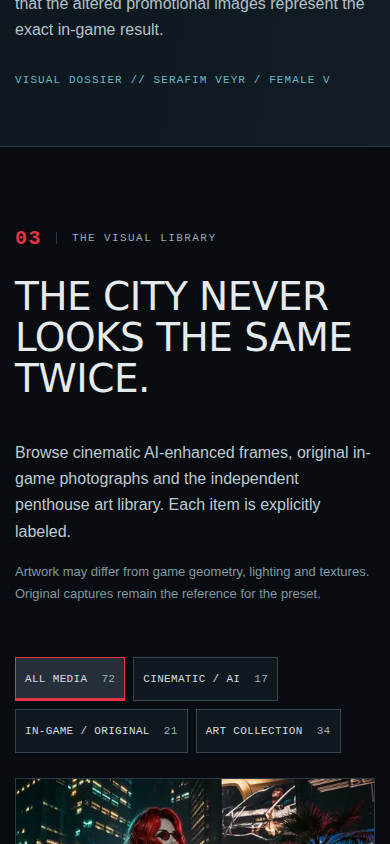 that the altered promotional images represent the
exact in-game result.
VISUAL DOSSIER // SERAFIM VEYR / FEMALE V
03 | THE VISUAL LIBRARY
THE CITY NEVER
LOOKS THE SAME
TWICE.
Browse cinematic AI-enhanced frames, original in-
game photographs and the independent
penthouse art library. Each item is explicitly
labeled.
Artwork may differ from game geometry, lighting and textures.
Original captures remain the reference for the preset.
ALL MEDIA 72 CINEMATIC / AI 17
IN-GAME / ORIGINAL 21 ART COLLECTION 34